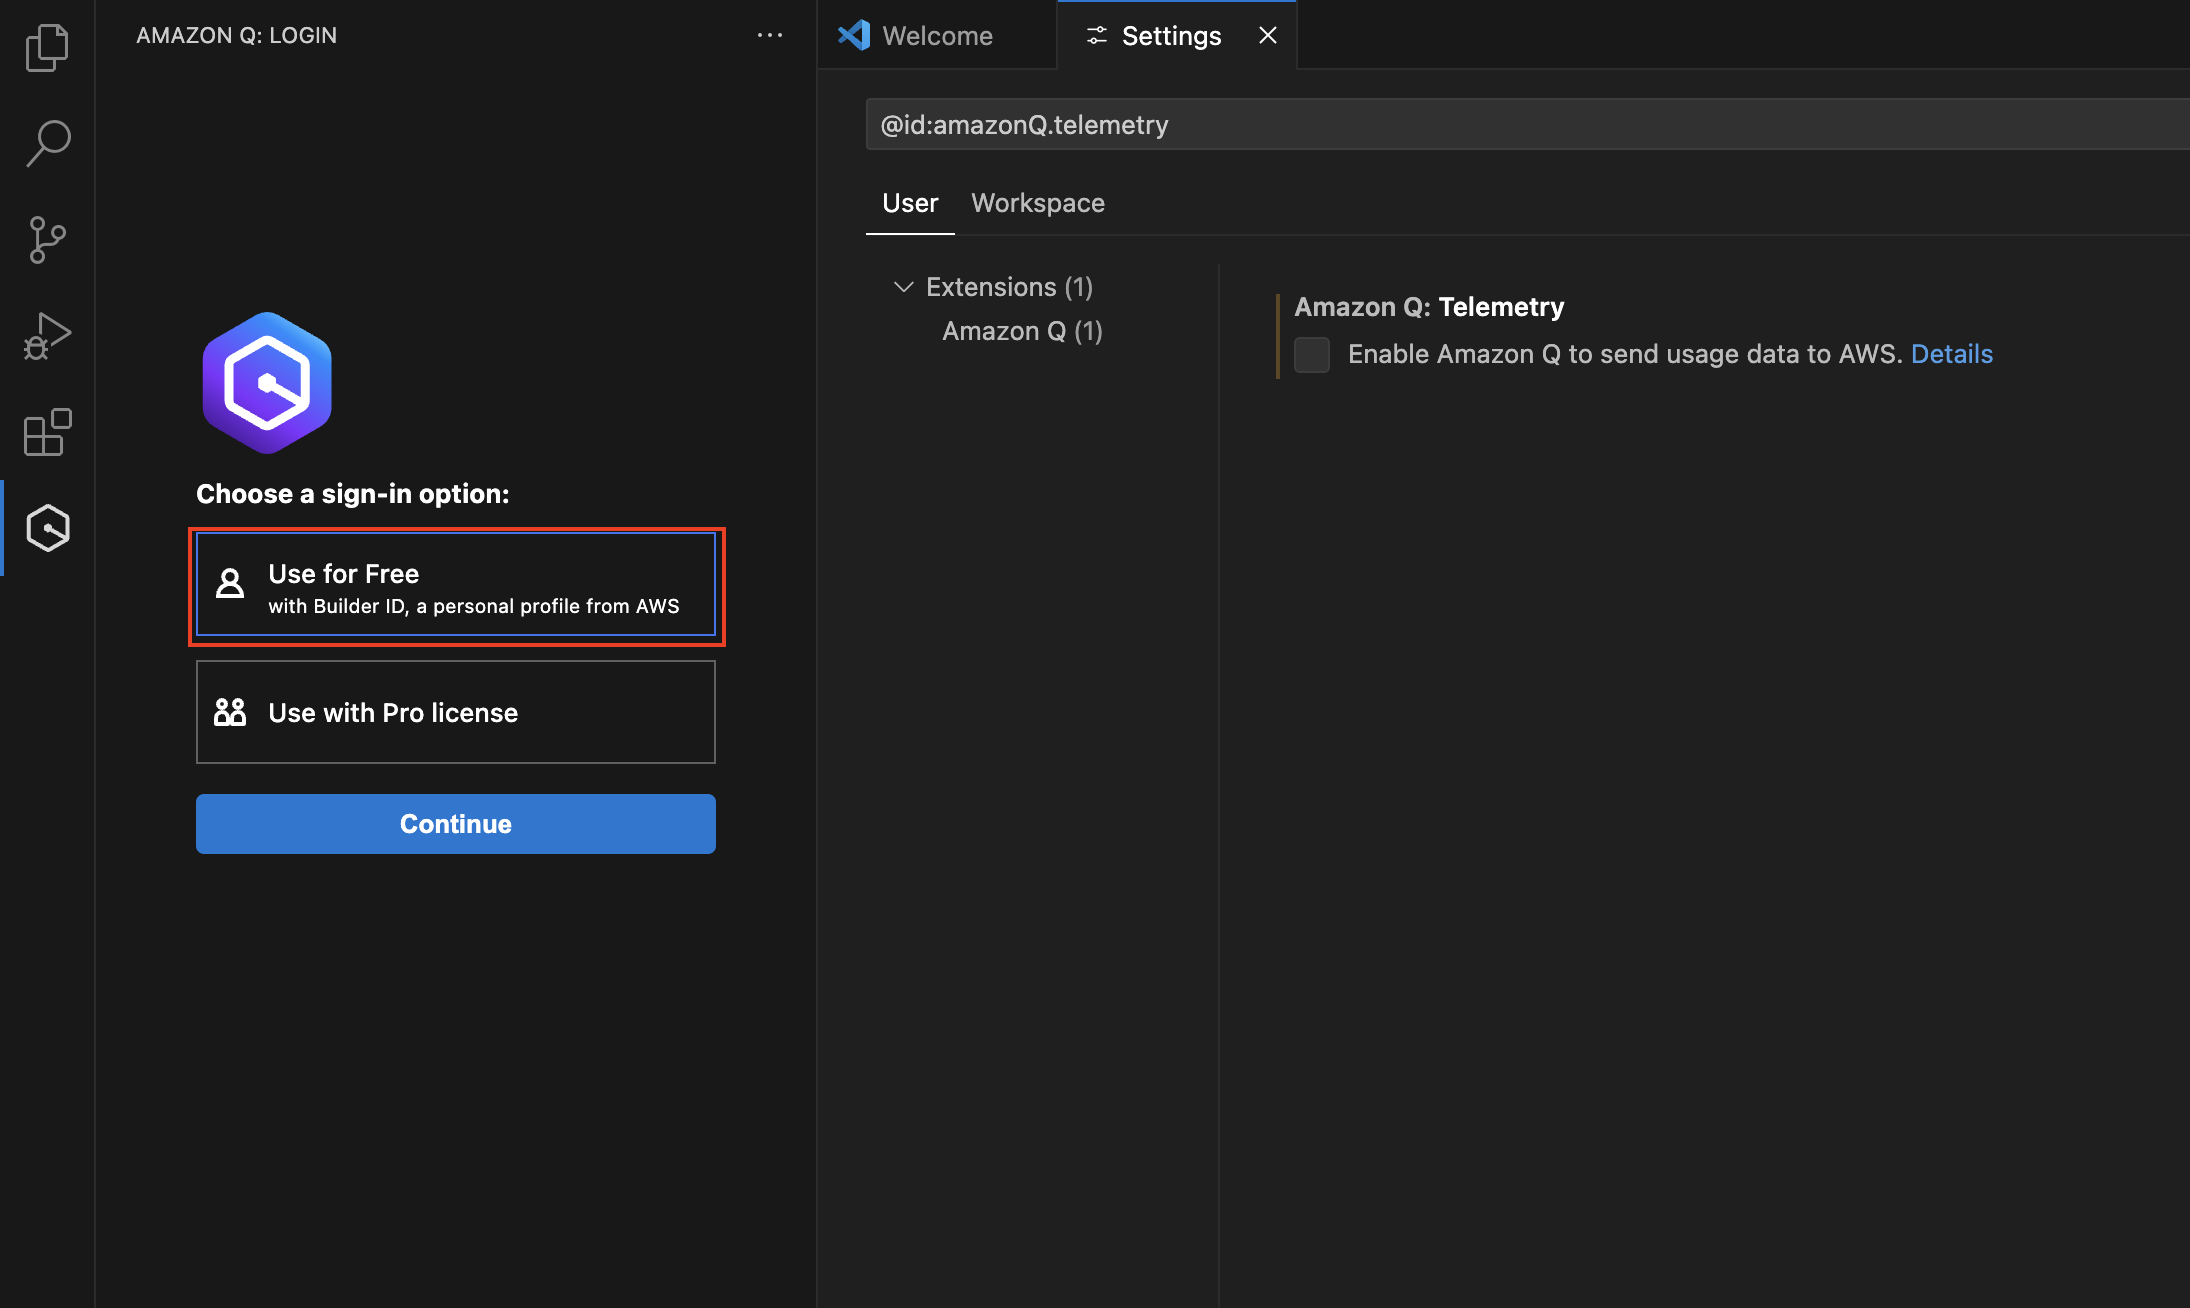 AMAZON Q: LOGIN
Choose a sign-in option:
Use for Free
with Builder ID, a personal profile from AWS
Use with Pro license
Continue
Welcome
Settings
@id:amazonQ.telemetry
User
Workspace
Extensions (1)
Amazon Q (1)
Amazon Q: Telemetry
Enable Amazon Q to send usage data to AWS. Details